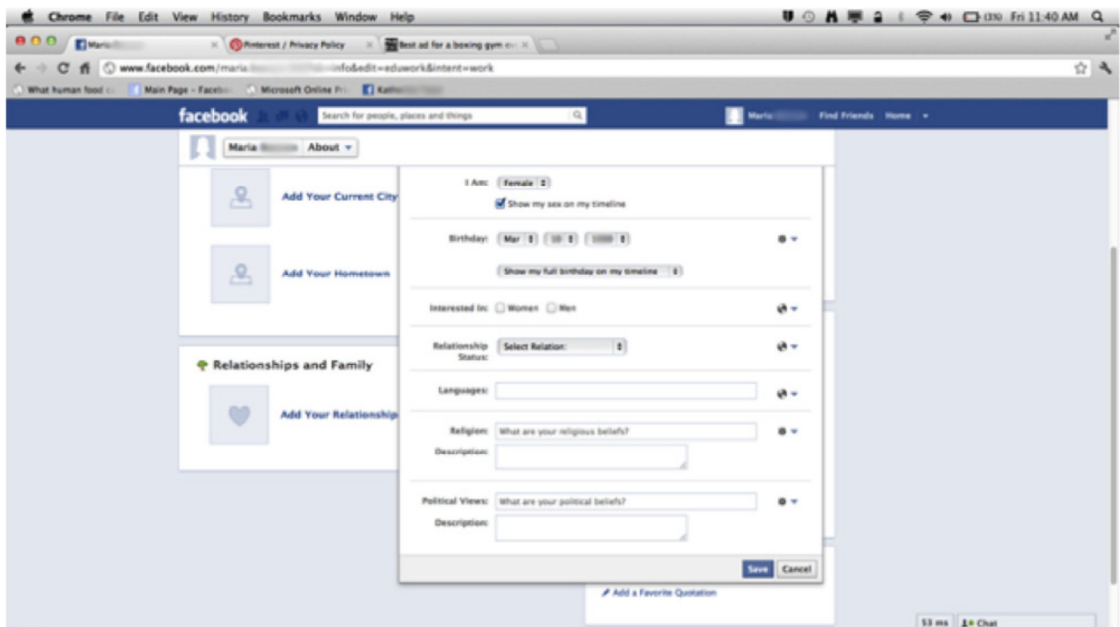 Chrome File Edit View History Bookmarks Window Help
(3%) Fri 11:40 AM
Maria
Pinterest / Privacy Policy
Best ad for a boxing gym eve
www.facebook.com/maria info&edit=eduwork&intent=work
What human food c
Main Page - Facebo
Microsoft Online Pri
facebook
Search for people, places and things
Maria
Find Friends
Home
Maria
About
I Am: Female
Show my sex on my timeline
Add Your Current City
Birthday: Mar
Show my full birthday on my timeline
Add Your Hometown
Interested In: Women Men
Relationship Status: Select Relation:
Relationships and Family
Languages:
Add Your Relationship
Religion: What are your religious beliefs?
Description:
Political Views: What are your political beliefs?
Description:
Save Cancel
Add a Favorite Quotation
53 ms
Chat